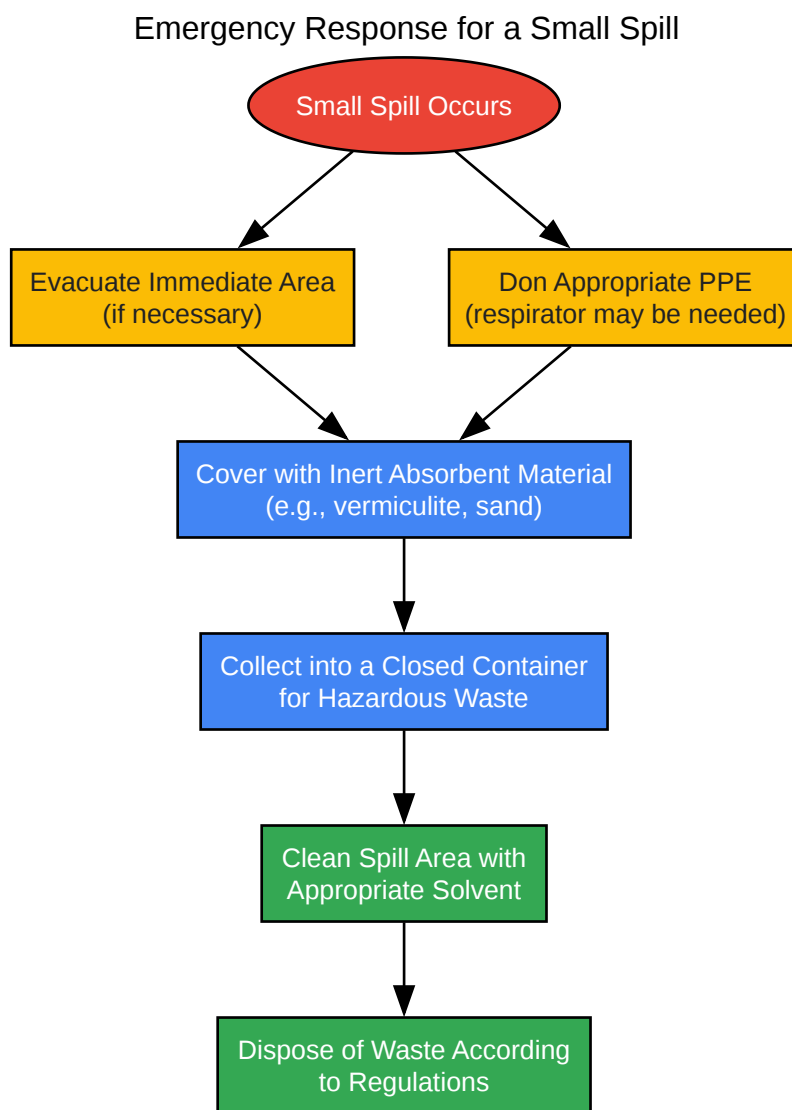 Emergency Response for a Small Spill
Small Spill Occurs
Evacuate Immediate Area
(if necessary)
Don Appropriate PPE
(respirator may be needed)
Cover with Inert Absorbent Material
(e.g., vermiculite, sand)
Collect into a Closed Container
for Hazardous Waste
Clean Spill Area with
Appropriate Solvent
Dispose of Waste According
to Regulations